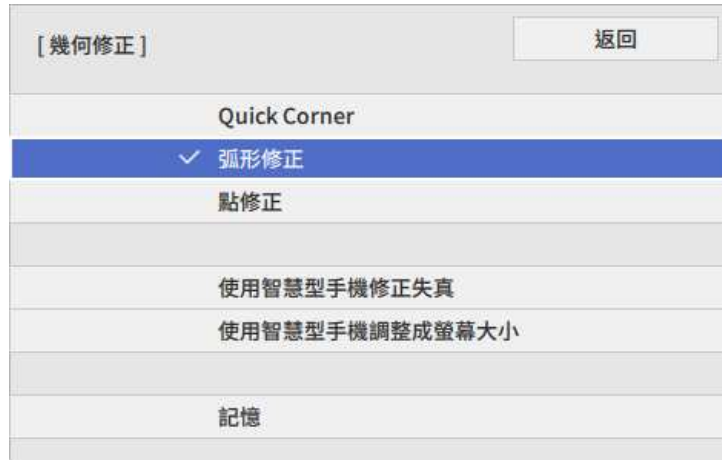 [ 幾何修正 ]
返回
Quick Corner
弧形修正
點修正
使用智慧型手機修正失真
使用智慧型手機調整成螢幕大小
記憶